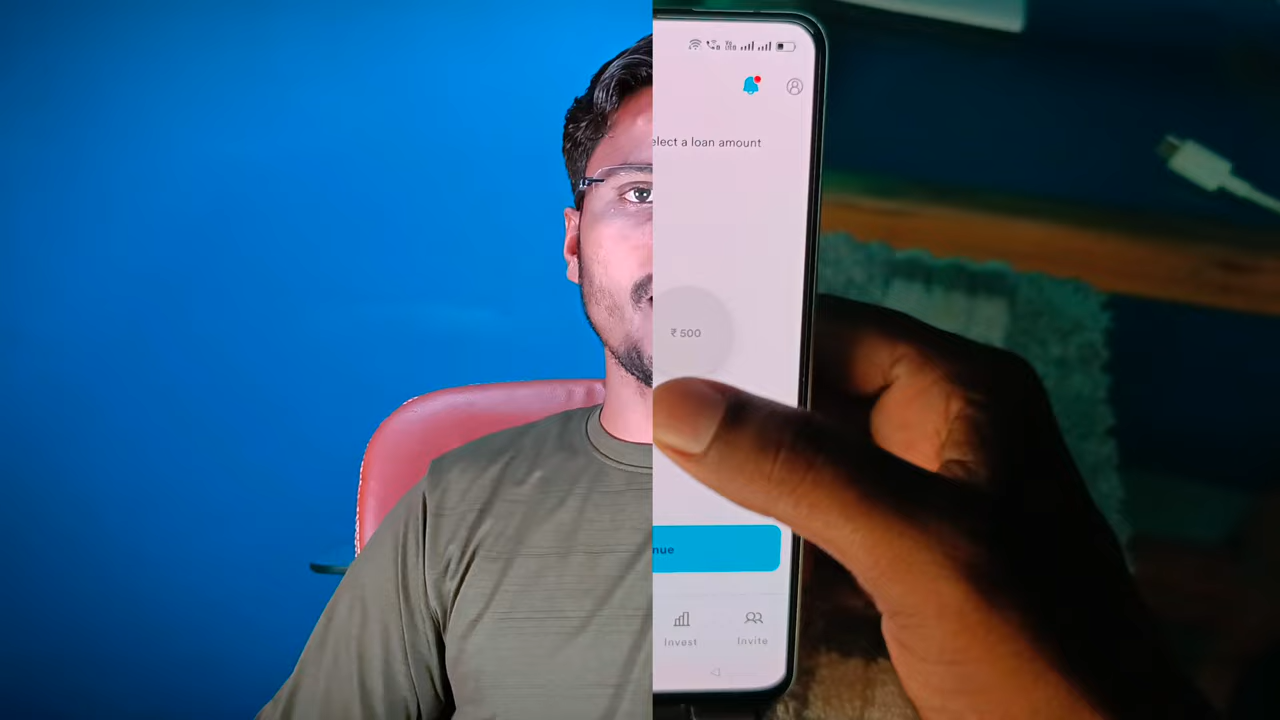 elect a loan amount
₹ 500
nue
Invest
Invite